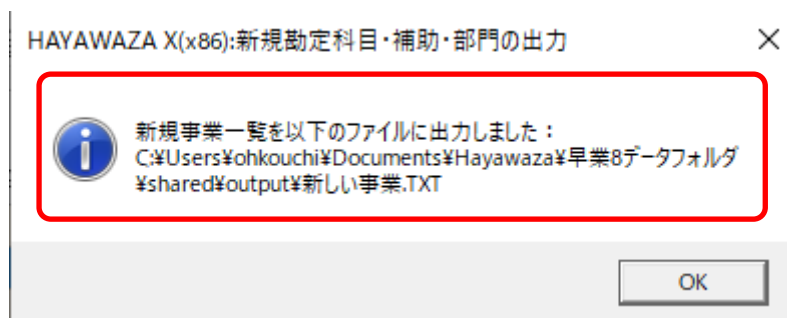 HAYAWAZA X(x86):新規勘定科目・補助・部門の出力
新規事業一覧を以下のファイルに出力しました：
C:¥Users¥ohkouchi¥Documents¥Hayawaza¥早業8データフォルダ
¥shared¥output¥新しい事業.TXT
OK